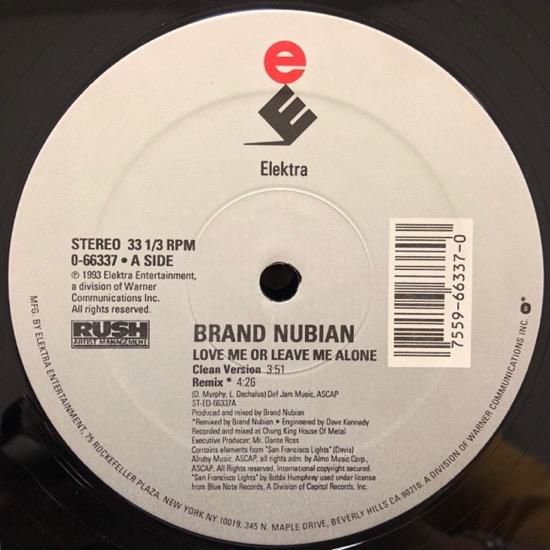 e
E
Elektra
STEREO 33 1/3 RPM
0-66337 • A SIDE
℗ 1993 Elektra Entertainment,
a division of Warner
Communications Inc.
All rights reserved.
RUSH
ARTIST MANAGEMENT
7559-66337-0
BRAND NUBIAN
LOVE ME OR LEAVE ME ALONE
Clean Version 3:51
Remix * 4:26
(D. Murphy, L. Dechalus) Def Jam Music, ASCAP
ST-EO-66337A
Produced and mixed by Brand Nubian
*Remixed by Brand Nubian • Engineered by Dave Kennedy
Recorded and mixed at Chung King House Of Metal
Executive Producer: Mr. Dante Ross
Contains elements from "San Francisco Lights" (Davis)
Alruby Music, ASCAP, all rights adm. by Almo Music Corp.,
ASCAP. All Rights Reserved. International copyright secured.
"San Francisco Lights" by Bobbi Humphrey used under license
from Blue Note Records, A Division of Capitol Records, Inc.
MFG. BY ELEKTRA ENTERTAINMENT, 75 ROCKEFELLER PLAZA, NEW YORK NY 10019. 345 N. MAPLE DRIVE, BEVERLY HILLS CA 90210. A DIVISION OF WARNER COMMUNICATIONS INC.